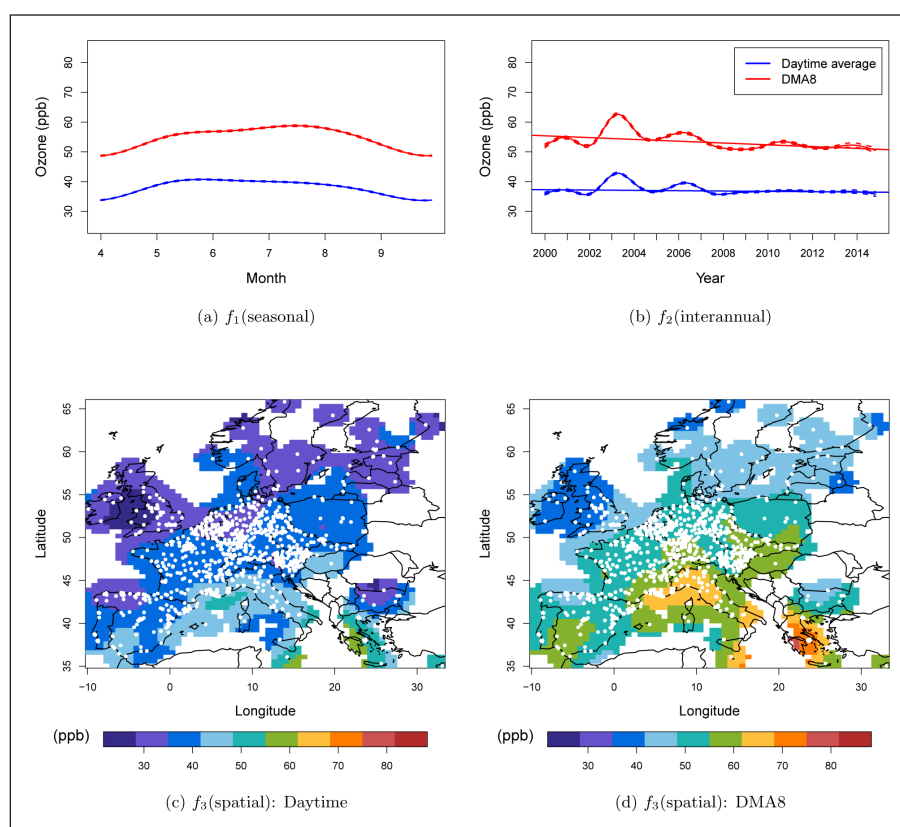 80
70
60
50
40
30
Ozone (ppb)
4 5 6 7 8 9
Month
(a) f₁(seasonal)
80
70
60
50
40
30
Ozone (ppb)
Daytime average
DMA8
2000 2002 2004 2006 2008 2010 2012 2014
Year
(b) f₂(interannual)
65
60
55
50
45
40
35
Latitude
−10 0 10 20 30
Longitude
(ppb)
30 40 50 60 70 80
(c) f₃(spatial): Daytime
65
60
55
50
45
40
35
Latitude
−10 0 10 20 30
Longitude
(ppb)
30 40 50 60 70 80
(d) f₃(spatial): DMA8